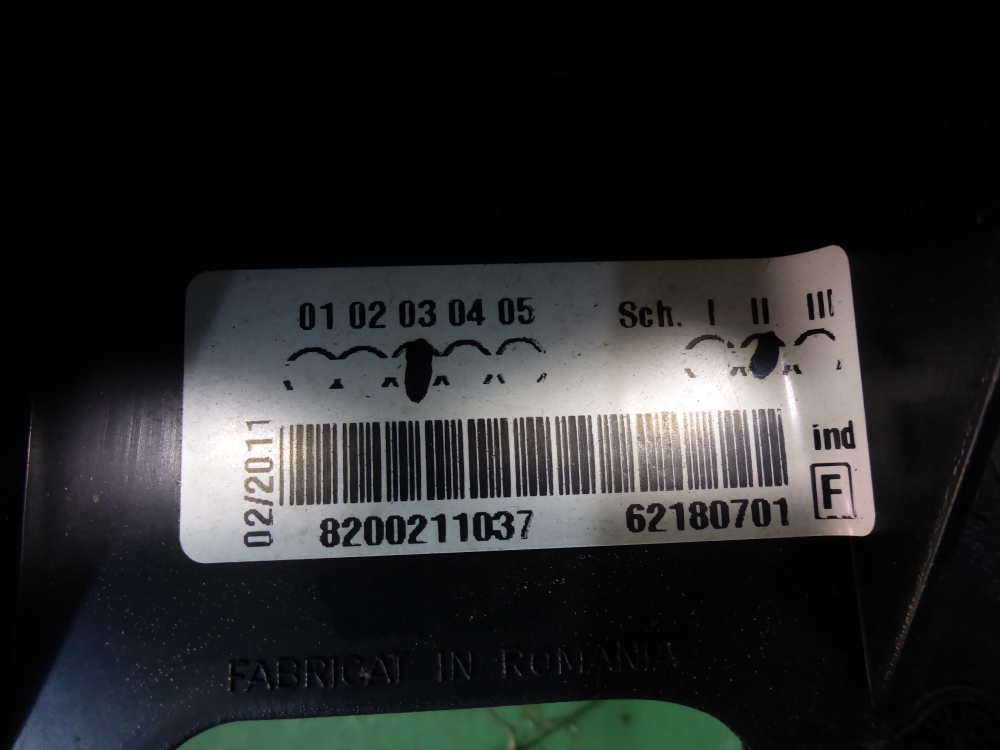 01 02 03 04 05 Sch. I II III
02/2011
ind
F
8200211037 62180701
FABRICAT IN ROMANIA